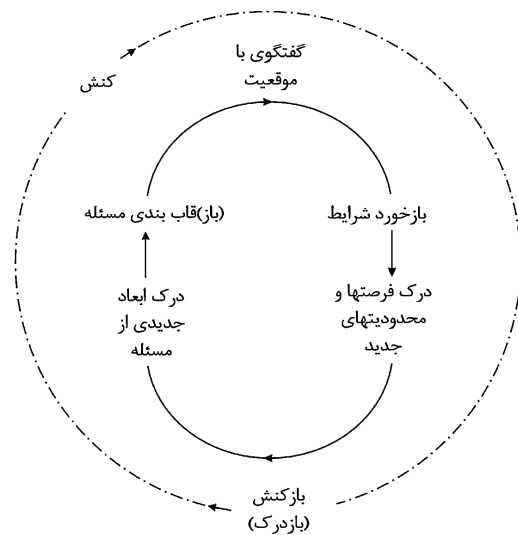 گفتگوی با
موقعیت
کنش
(باز)قاب بندی مسئله
بازخورد شرایط
درک ابعاد
جدیدی از
مسئله
درک فرصتها و
محدودیتهای
جدید
بازکنش
(بازدرک)